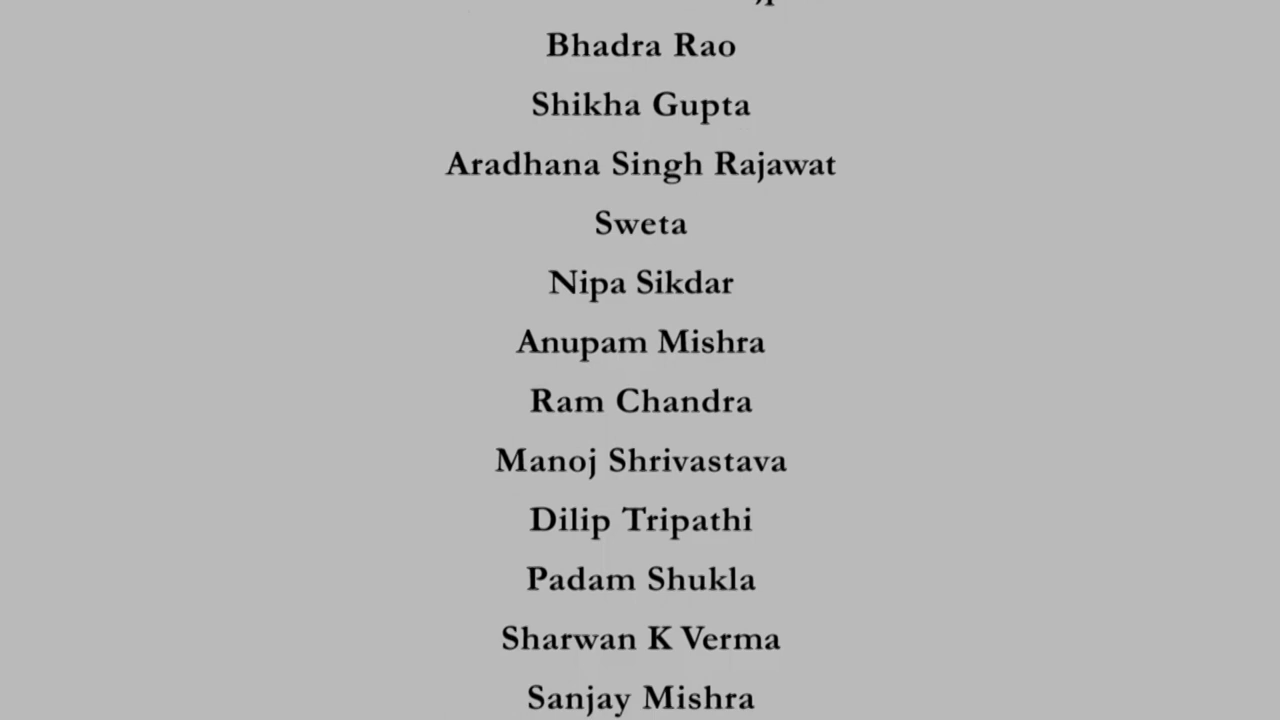 Bhadra Rao
Shikha Gupta
Aradhana Singh Rajawat
Sweta
Nipa Sikdar
Anupam Mishra
Ram Chandra
Manoj Shrivastava
Dilip Tripathi
Padam Shukla
Sharwan K Verma
Sanjay Mishra